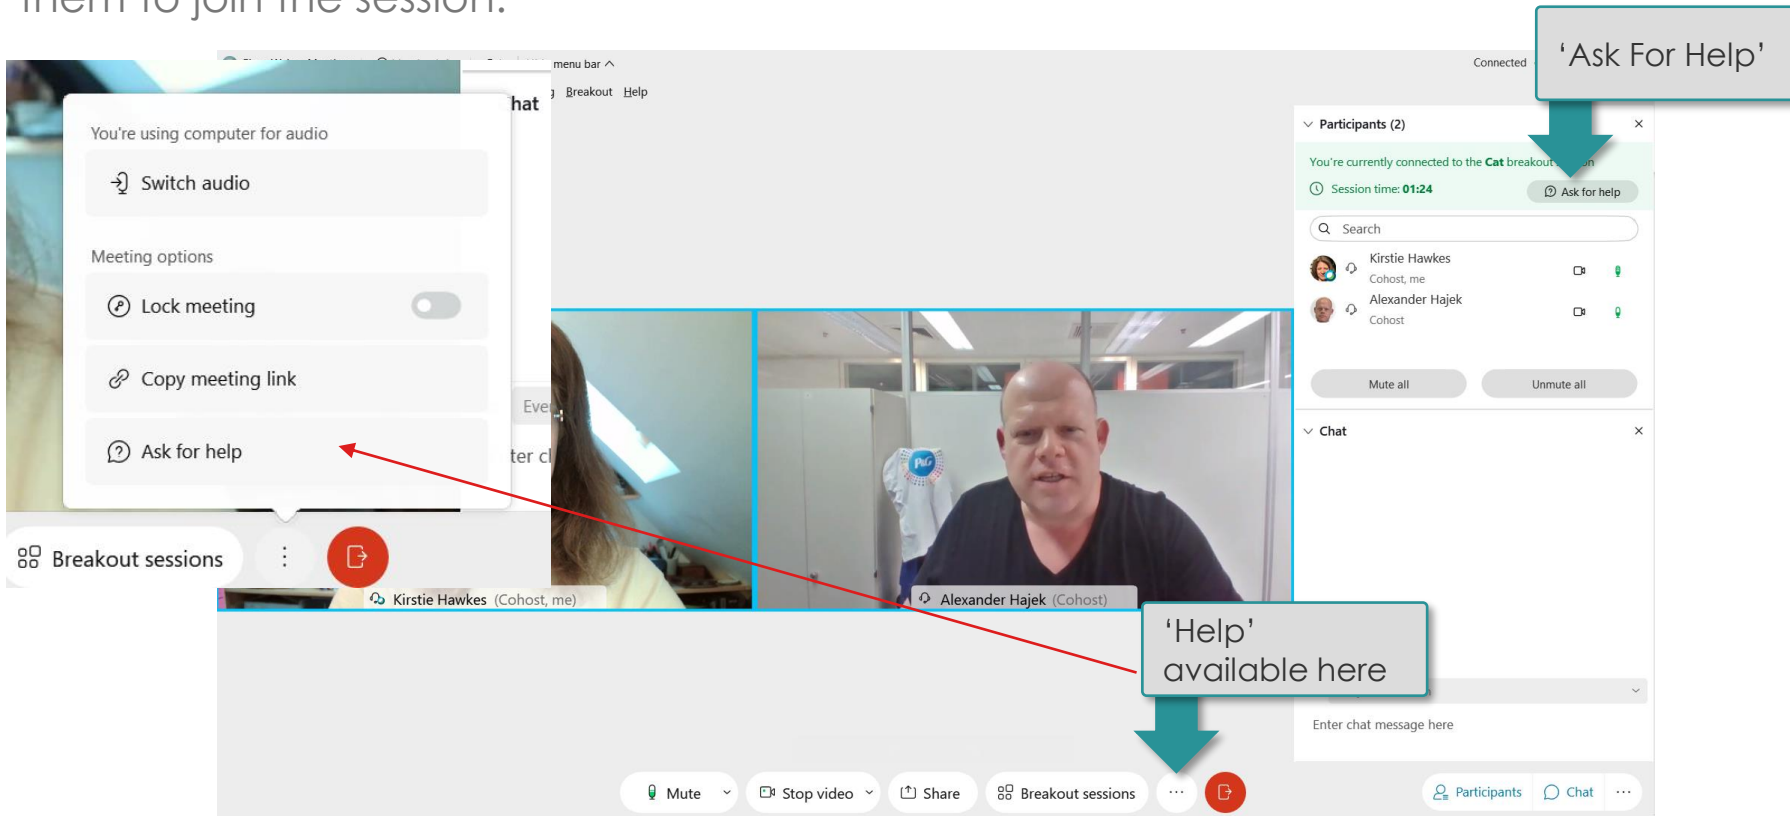 them to join the session.
'Ask For Help'
menu bar
Connected
Breakout Help
hat
You're using computer for audio
Switch audio
Meeting options
Lock meeting
Copy meeting link
Ask for help
Breakout sessions
Participants (2)
You're currently connected to the Cat breakout
Session time: 01:24
Ask for help
Search
Kirstie Hawkes
Cohost, me
Alexander Hajek
Cohost
Mute all
Unmute all
Chat
P&G
Kirstie Hawkes (Cohost, me)
Alexander Hajek (Cohost)
'Help'
available here
Enter chat message here
Mute
Stop video
Share
Breakout sessions
Participants
Chat